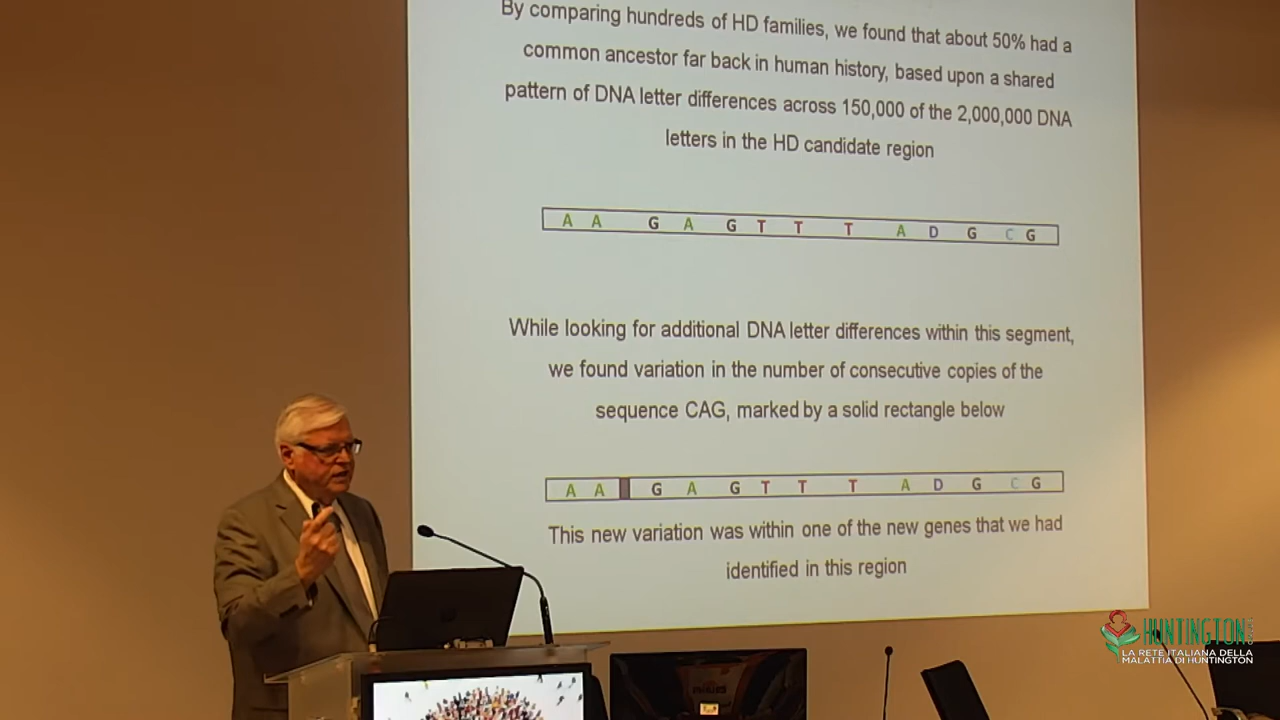 By comparing hundreds of HD families, we found that about 50% had a
common ancestor far back in human history, based upon a shared
pattern of DNA letter differences across 150,000 of the 2,000,000 DNA
letters in the HD candidate region
A A G A G T T T A D G C G
While looking for additional DNA letter differences within this segment,
we found variation in the number of consecutive copies of the
sequence CAG, marked by a solid rectangle below
A A G A G T T T A D G C G
This new variation was within one of the new genes that we had
identified in this region
HUNTINGTON
LA RETE ITALIANA DELLA
MALATTIA DI HUNTINGTON